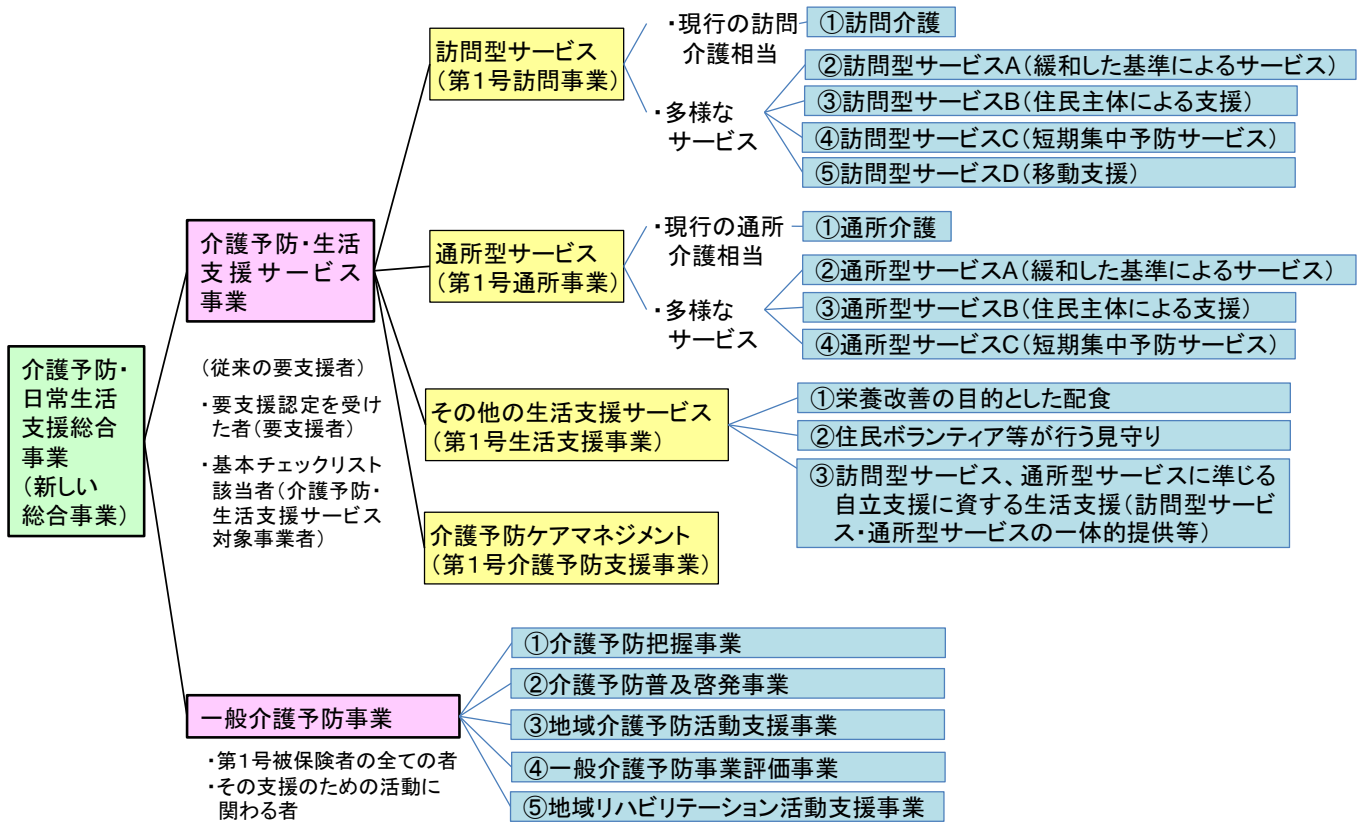 介護予防・
日常生活
支援総合
事業
(新しい
総合事業)
介護予防・生活
支援サービス
事業
(従来の要支援者)
・要支援認定を受け
た者(要支援者)
・基本チェックリスト
該当者(介護予防・
生活支援サービス
対象事業者)
訪問型サービス
(第1号訪問事業)
・現行の訪問
介護相当
①訪問介護
・多様な
サービス
②訪問型サービスA(緩和した基準によるサービス)
③訪問型サービスB(住民主体による支援)
④訪問型サービスC(短期集中予防サービス)
⑤訪問型サービスD(移動支援)
通所型サービス
(第1号通所事業)
・現行の通所
介護相当
①通所介護
・多様な
サービス
②通所型サービスA(緩和した基準によるサービス)
③通所型サービスB(住民主体による支援)
④通所型サービスC(短期集中予防サービス)
その他の生活支援サービス
(第1号生活支援事業)
①栄養改善の目的とした配食
②住民ボランティア等が行う見守り
③訪問型サービス、通所型サービスに準じる
自立支援に資する生活支援(訪問型サービ
ス・通所型サービスの一体的提供等)
介護予防ケアマネジメント
(第1号介護予防支援事業)
一般介護予防事業
・第1号被保険者の全ての者
・その支援のための活動に
関わる者
①介護予防把握事業
②介護予防普及啓発事業
③地域介護予防活動支援事業
④一般介護予防事業評価事業
⑤地域リハビリテーション活動支援事業